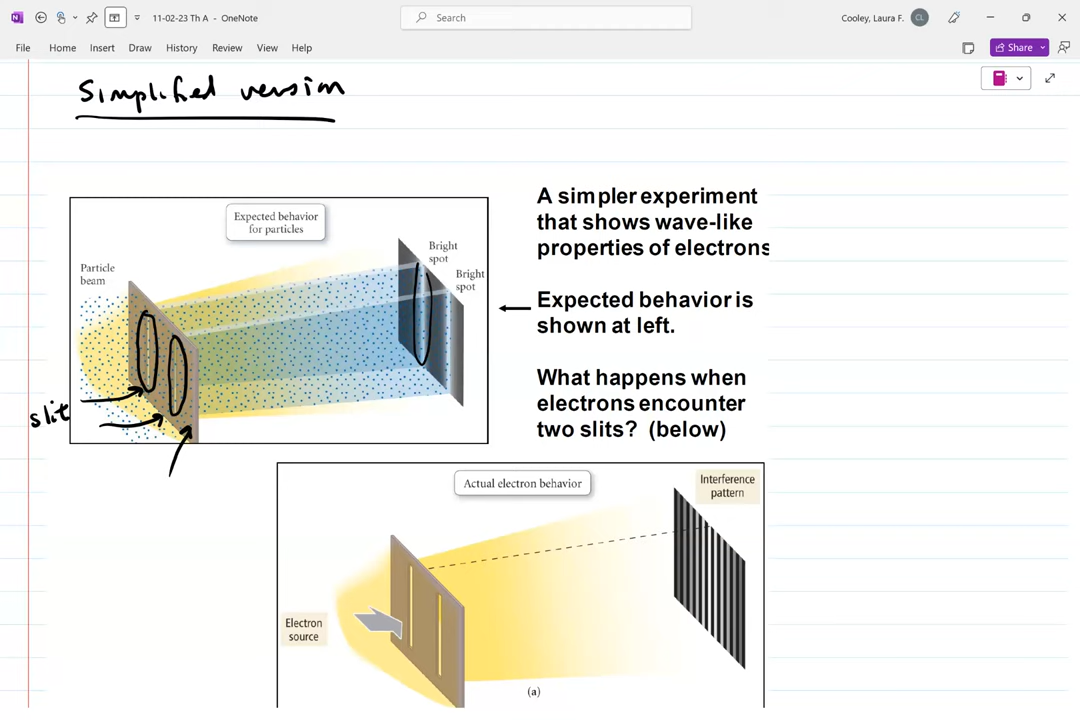 11-02-23 Th A - OneNote
Search
Cooley, Laura F.
CL
File Home Insert Draw History Review View Help
Share
Simplified version
Expected behavior
for particles
Particle
beam
Bright
spot
Bright
spot
slit
A simpler experiment
that shows wave-like
properties of electrons
Expected behavior is
shown at left.
What happens when
electrons encounter
two slits? (below)
Actual electron behavior
Interference
pattern
Electron
source
(a)